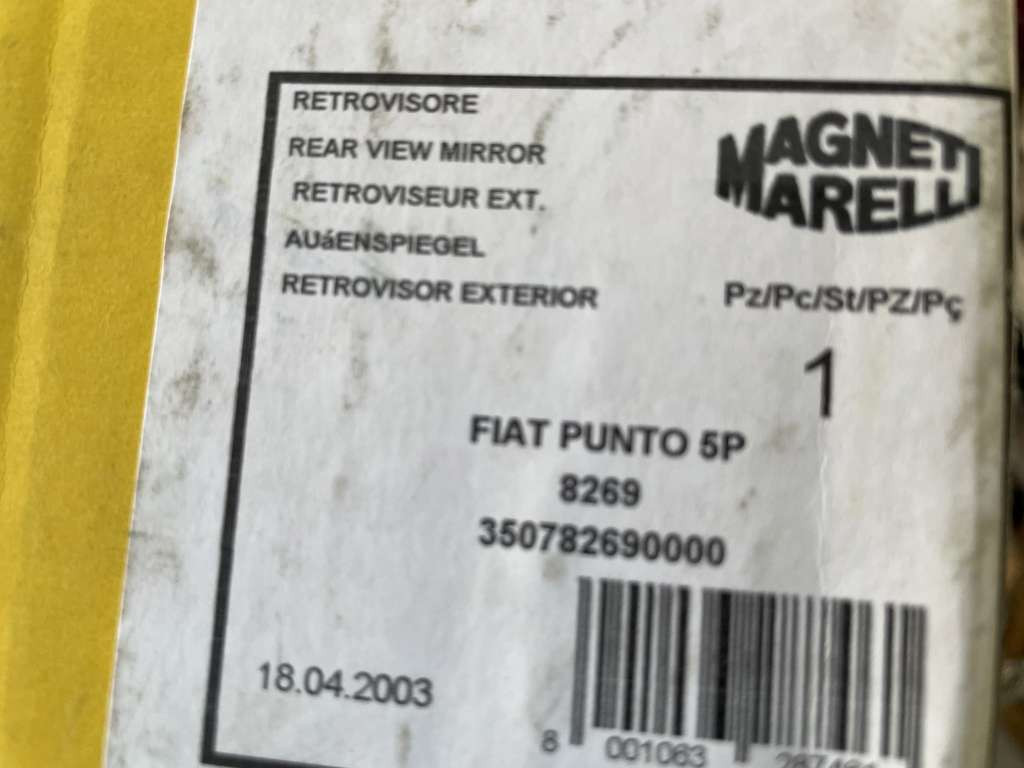 RETROVISORE
REAR VIEW MIRROR
RETROVISEUR EXT.
AUáENSPIEGEL
RETROVISOR EXTERIOR
MAGNETI
MARELLI
Pz/Pc/St/PZ/Pç
1
FIAT PUNTO 5P
8269
350782690000
18.04.2003
8 001063